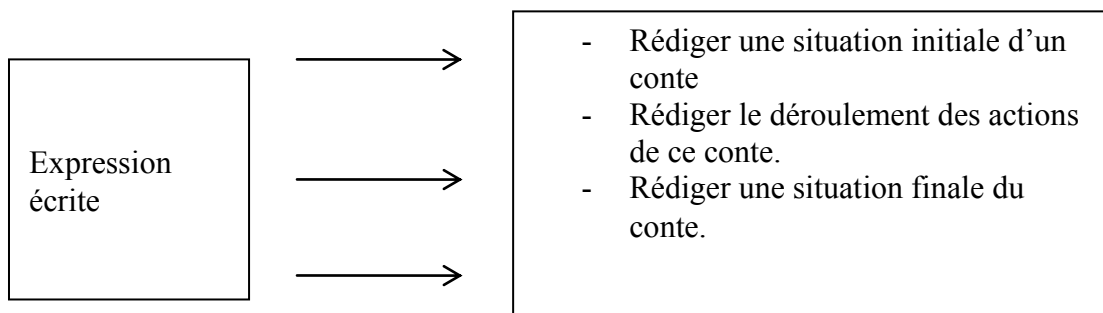 Expression
écrite
- Rédiger une situation initiale d’un
conte
- Rédiger le déroulement des actions
de ce conte.
- Rédiger une situation finale du
conte.